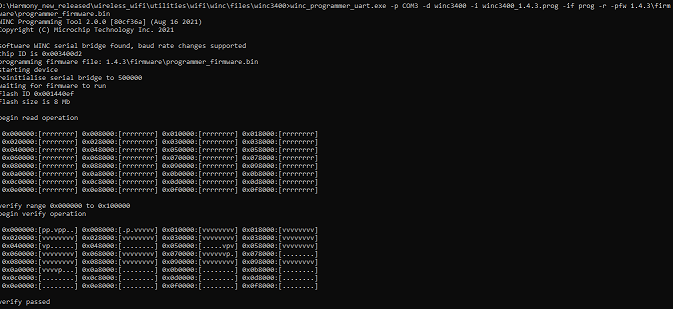 D:\Harmony_new_released\wireless_wifi\utilities\wifi\winc\files\winc3400>winc_programmer_uart.exe -p COM3 -d winc3400 -i winc3400_1.4.3.prog -if prog -r -pfw 1.4.3\firm
ware\programmer_firmware.bin
WINC Programming Tool 2.0.0 [80cf36a] (Aug 16 2021)
Copyright (C) Microchip Technology Inc. 2021
software WINC serial bridge found, baud rate changes supported
chip ID is 0x003400d2
programming firmware file: 1.4.3\firmware\programmer_firmware.bin
starting device
reinitialise serial bridge to 500000
waiting for firmware to run
flash ID 0x001440ef
flash size is 8 Mb
begin read operation
0x000000:[rrrrrrrr] 0x008000:[rrrrrrrr] 0x010000:[rrrrrrrr] 0x018000:[rrrrrrrr]
0x020000:[rrrrrrrr] 0x028000:[rrrrrrrr] 0x030000:[rrrrrrrr] 0x038000:[rrrrrrrr]
0x040000:[rrrrrrrr] 0x048000:[rrrrrrrr] 0x050000:[rrrrrrrr] 0x058000:[rrrrrrrr]
0x060000:[rrrrrrrr] 0x068000:[rrrrrrrr] 0x070000:[rrrrrrrr] 0x078000:[rrrrrrrr]
0x080000:[rrrrrrrr] 0x088000:[rrrrrrrr] 0x090000:[rrrrrrrr] 0x098000:[rrrrrrrr]
0x0a0000:[rrrrrrrr] 0x0a8000:[rrrrrrrr] 0x0b0000:[rrrrrrrr] 0x0b8000:[rrrrrrrr]
0x0c0000:[rrrrrrrr] 0x0c8000:[rrrrrrrr] 0x0d0000:[rrrrrrrr] 0x0d8000:[rrrrrrrr]
0x0e0000:[rrrrrrrr] 0x0e8000:[rrrrrrrr] 0x0f0000:[rrrrrrrr] 0x0f8000:[rrrrrrrr]
verify range 0x000000 to 0x100000
begin verify operation
0x000000:[pp.vpp..] 0x008000:[.p.vvvvv] 0x010000:[vvvvvvvv] 0x018000:[vvvvvvvv]
0x020000:[vvvvvvvv] 0x028000:[vvvvvvvv] 0x030000:[vvvvvvvv] 0x038000:[vvvvvvvv]
0x040000:[vp......] 0x048000:[........] 0x050000:[.....vpv] 0x058000:[vvvvvvvv]
0x060000:[vvvvvvvv] 0x068000:[vvvvvvvv] 0x070000:[vvvvvvp.] 0x078000:[........]
0x080000:[vvvvvvvv] 0x088000:[vvvvvvvv] 0x090000:[vvvvvvvv] 0x098000:[vvvvvvvv]
0x0a0000:[vvvvp...] 0x0a8000:[........] 0x0b0000:[........] 0x0b8000:[........]
0x0c0000:[........] 0x0c8000:[........] 0x0d0000:[........] 0x0d8000:[........]
0x0e0000:[........] 0x0e8000:[........] 0x0f0000:[........] 0x0f8000:[........]
verify passed